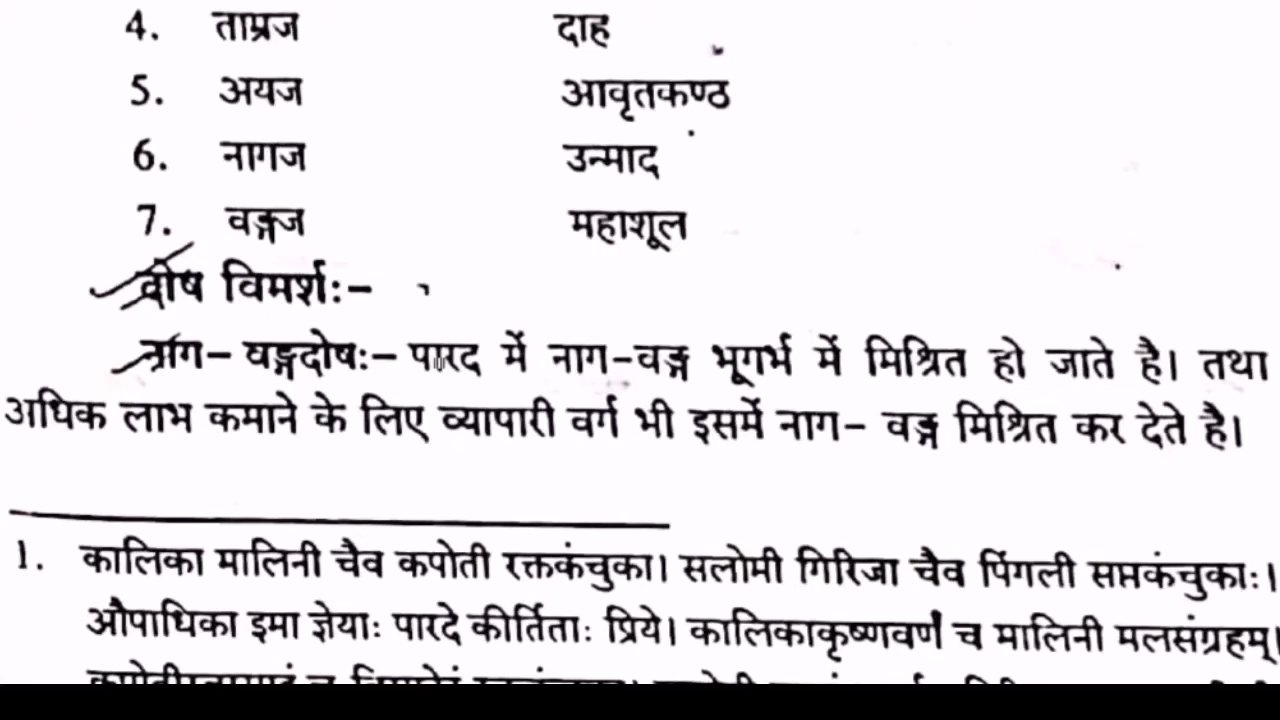 4. ताम्रज दाह
5. अयज आवृतकण्ठ
6. नागज उन्माद
7. वङ्गज महाशूल
दोष विमर्शः-
नाग- वङ्गदोषः- पारद में नाग-वङ्ग भूगर्भ में मिश्रित हो जाते है। तथा
अधिक लाभ कमाने के लिए व्यापारी वर्ग भी इसमें नाग- वङ्ग मिश्रित कर देते है।
1. कालिका मालिनी चैव कपोती रक्तकंचुका। सलोमी गिरिजा चैव पिंगली सप्तकंचुकाः।
औपाधिका इमा ज्ञेयाः पारदे कीर्तिताः प्रिये। कालिकाकृष्णवर्णं च मालिनी मलसंग्रहम्।